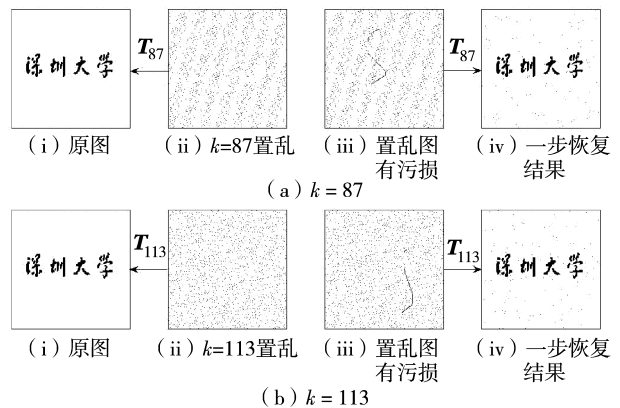 深圳大学
T87
T87
深圳大学
(i)原图
(ii) k=87置乱
(iii)置乱图
有污损
(iv)一步恢复
结果
(a) k = 87
深圳大学
T113
T113
深圳大学
(i)原图
(ii) k=113置乱
(iii)置乱图
有污损
(iv)一步恢复
结果
(b) k = 113